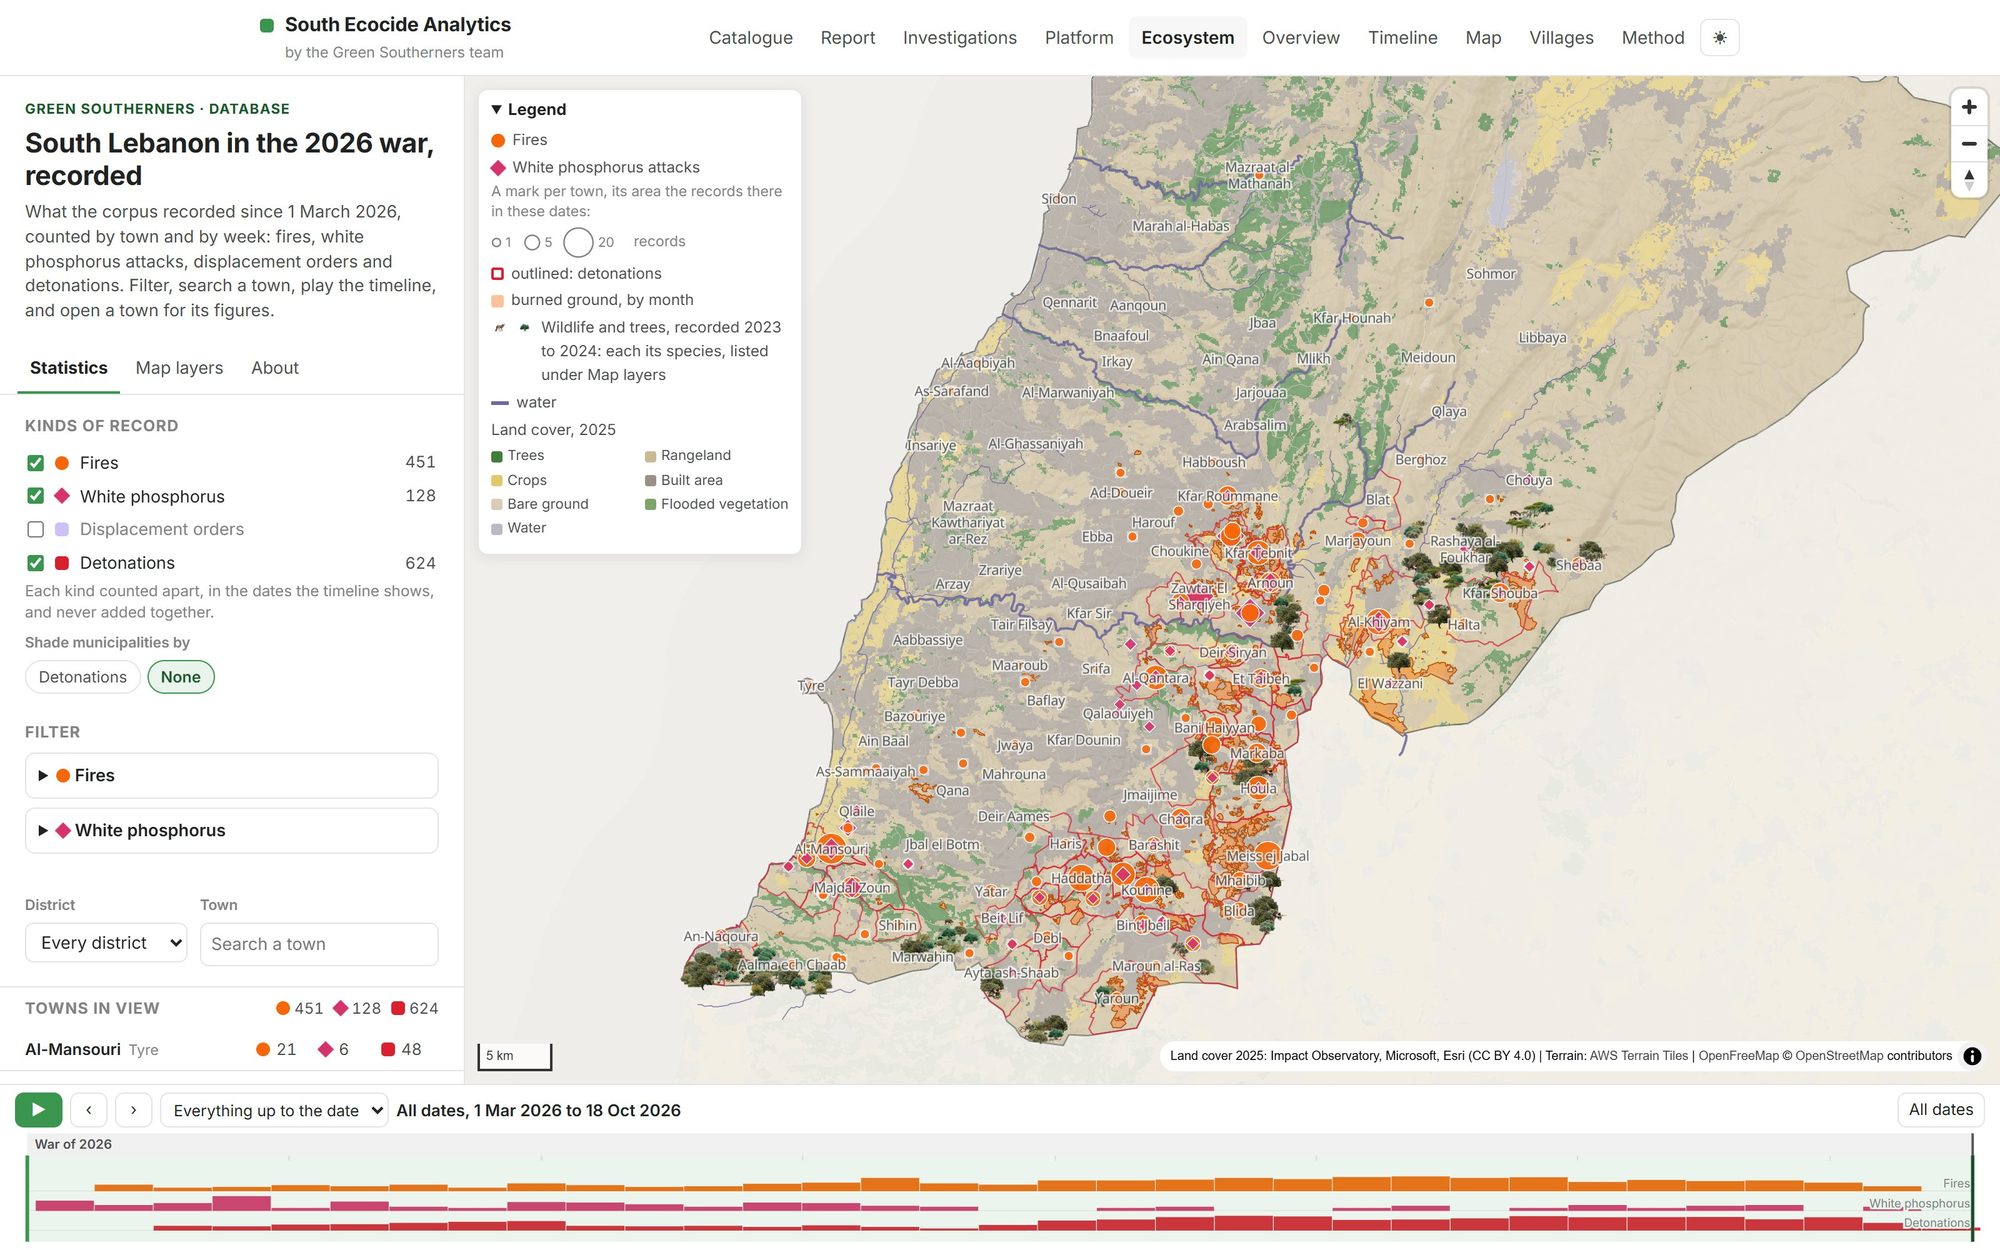 South Ecocide Analytics
by the Green Southerners team
Catalogue
Report
Investigations
Platform
Ecosystem
Overview
Timeline
Map
Villages
Method
GREEN SOUTHERNERS · DATABASE
South Lebanon in the 2026 war,
recorded
What the corpus recorded since 1 March 2026,
counted by town and by week: fires, white
phosphorus attacks, displacement orders and
detonations. Filter, search a town, play the timeline,
and open a town for its figures.
Statistics
Map layers
About
KINDS OF RECORD
Fires 451
White phosphorus 128
Displacement orders
Detonations 624
Each kind counted apart, in the dates the timeline shows,
and never added together.
Shade municipalities by
Detonations
None
FILTER
Fires
White phosphorus
District
Town
Every district
Search a town
TOWNS IN VIEW 451 128 624
Al-Mansouri Tyre 21 6 48
Legend
Fires
White phosphorus attacks
A mark per town, its area the records there
in these dates:
1 5 20 records
outlined: detonations
burned ground, by month
Wildlife and trees, recorded 2023
to 2024: each its species, listed
under Map layers
water
Land cover, 2025
Trees
Rangeland
Crops
Built area
Bare ground
Flooded vegetation
Water
Mazraat al-
Mathanah
Sidon
Marah al-Habas
Sohmor
Qennarit
Aanqoun
Kfar Hounah
Jbaa
Bnaafoul
Libbaya
Al-Aaqbiyah
Irkay
Ain Qana
Mlikh
Meidoun
As-Sarafand
Al-Marwaniyah
Jarjouaa
Qlaya
Arabsalim
Insariye
Al-Ghassaniyah
Habboush
Berghoz
Chouya
Ad-Doueir
Kfar Roummane
Blat
Mazraat
Kawthariyat
ar-Rez
Harouf
Ebba
Marjayoun
Rashaya al-
Foukhar
Choukine
Kfar Tebnit
Shebaa
Zrariye
Arzay
Al-Qusaibah
Zawtar El
Sharqiyeh
Arnoun
Kfar Shouba
Kfar Sir
Tair Filsay
Al-Khiyam
Halta
Aabbassiye
Deir Siryan
Maaroub
Srifa
Tyre
Tayr Debba
Al-Qantara
Et Taibeh
El Wazzani
Baflay
Bazouriye
Qalaouiyeh
Bani Haiyyan
Ain Baal
Jwaya
Kfar Dounin
Markaba
As-Sammaaiyah
Mahrouna
Qana
Houla
Jmaijime
Qlaile
Deir Aames
Chaqra
Al-Mansouri
Jbal el Botm
Haris
Barashit
Meiss ej Jabal
Majdal Zoun
Yatar
Haddatha
Kounine
Mhaibib
Beit Lif
Blida
Shihin
Bint Jbeil
An-Naqoura
Debl
Marwahin
Aalma ech Chaab
Ayta ash-Shaab
Maroun al-Ras
Yaroun
5 km
Land cover 2025: Impact Observatory, Microsoft, Esri (CC BY 4.0) | Terrain: AWS Terrain Tiles | OpenFreeMap © OpenStreetMap contributors
Everything up to the date
All dates, 1 Mar 2026 to 18 Oct 2026
All dates
War of 2026
Fires
White phosphorus
Detonations